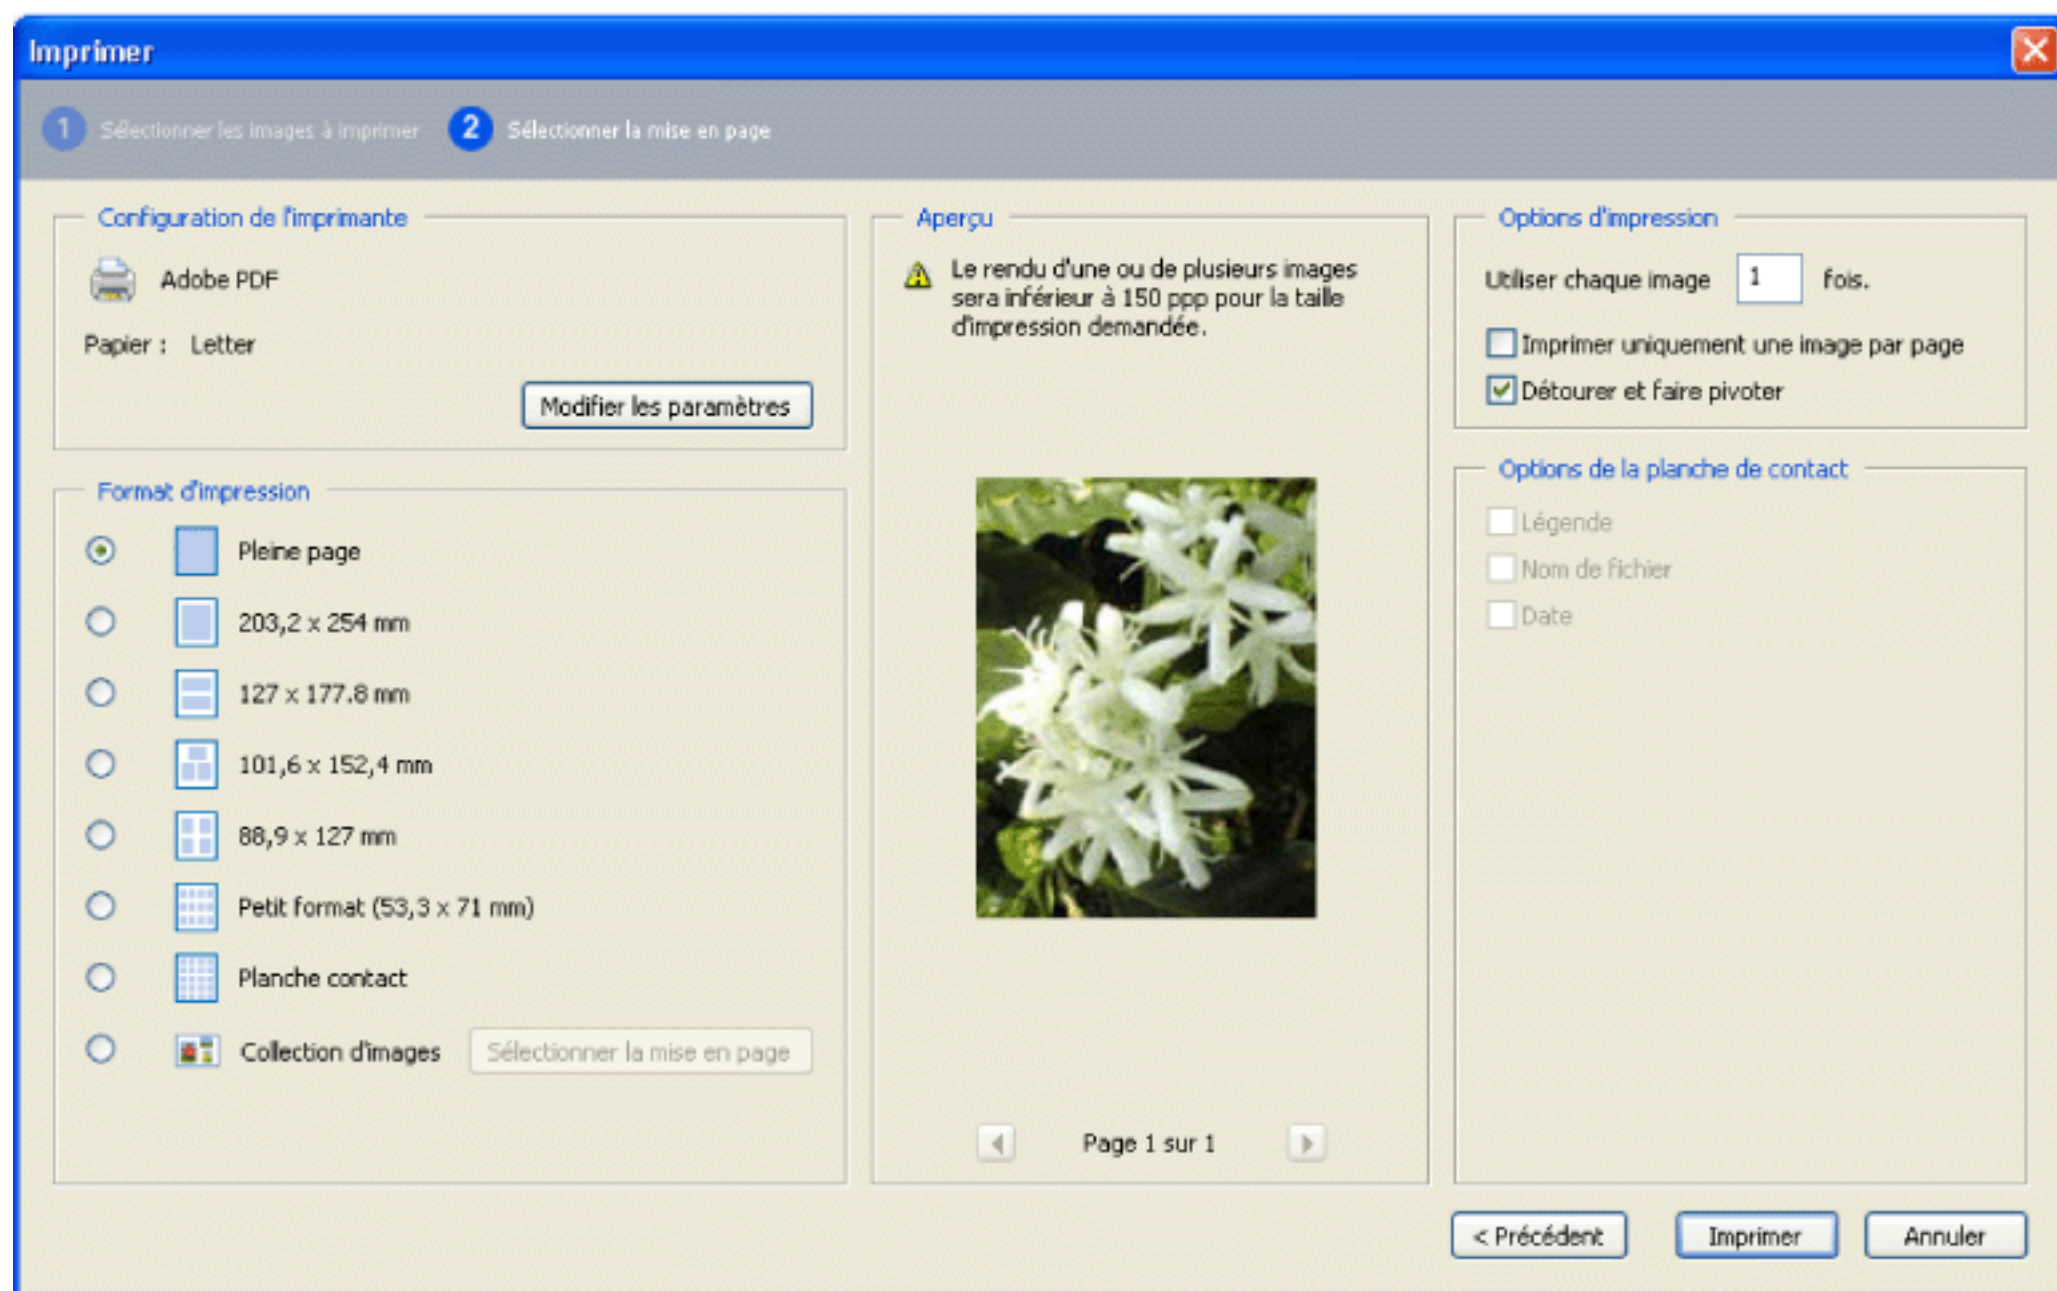 Imprimer
1 Sélectionner les images à imprimer 2 Sélectionner la mise en page
Configuration de l'imprimante
Adobe PDF
Papier : Letter
Modifier les paramètres
Format d'impression
Pleine page
203,2 x 254 mm
127 x 177.8 mm
101,6 x 152,4 mm
88,9 x 127 mm
Petit format (53,3 x 71 mm)
Planche contact
Collection d'images Sélectionner la mise en page
Aperçu
Le rendu d'une ou de plusieurs images
sera inférieur à 150 ppp pour la taille
d'impression demandée.
Page 1 sur 1
Options d'impression
Utiliser chaque image 1 fois.
Imprimer uniquement une image par page
Détourer et faire pivoter
Options de la planche de contact
Légende
Nom de fichier
Date
< Précédent Imprimer Annuler